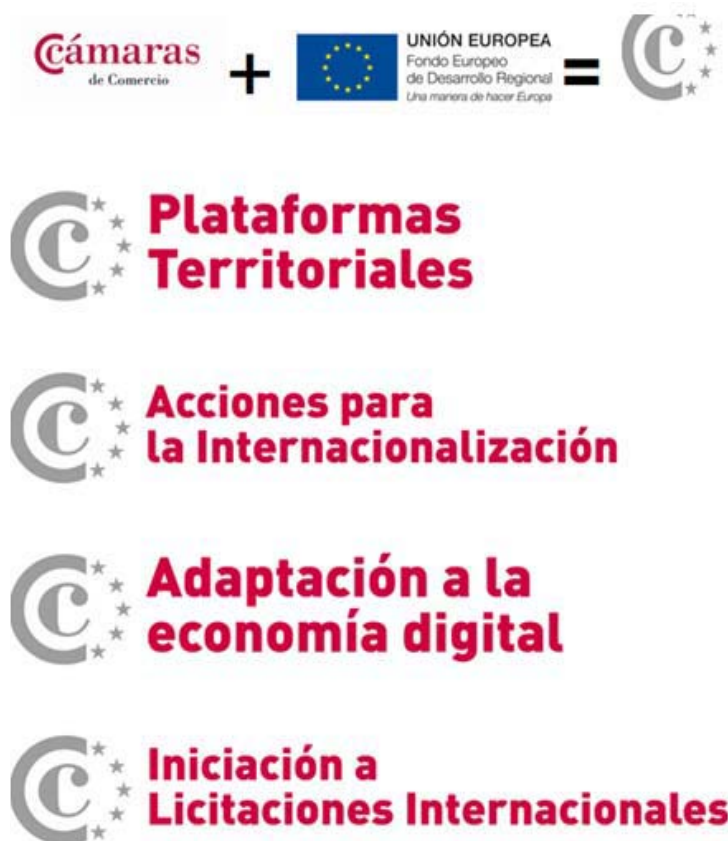 cámaras
de Comercio
+
UNIÓN EUROPEA
Fondo Europeo
de Desarrollo Regional
Una manera de hacer Europa
=
Plataformas
Territoriales
Acciones para
la Internacionalización
Adaptación a la
economía digital
Iniciación a
Licitaciones Internacionales